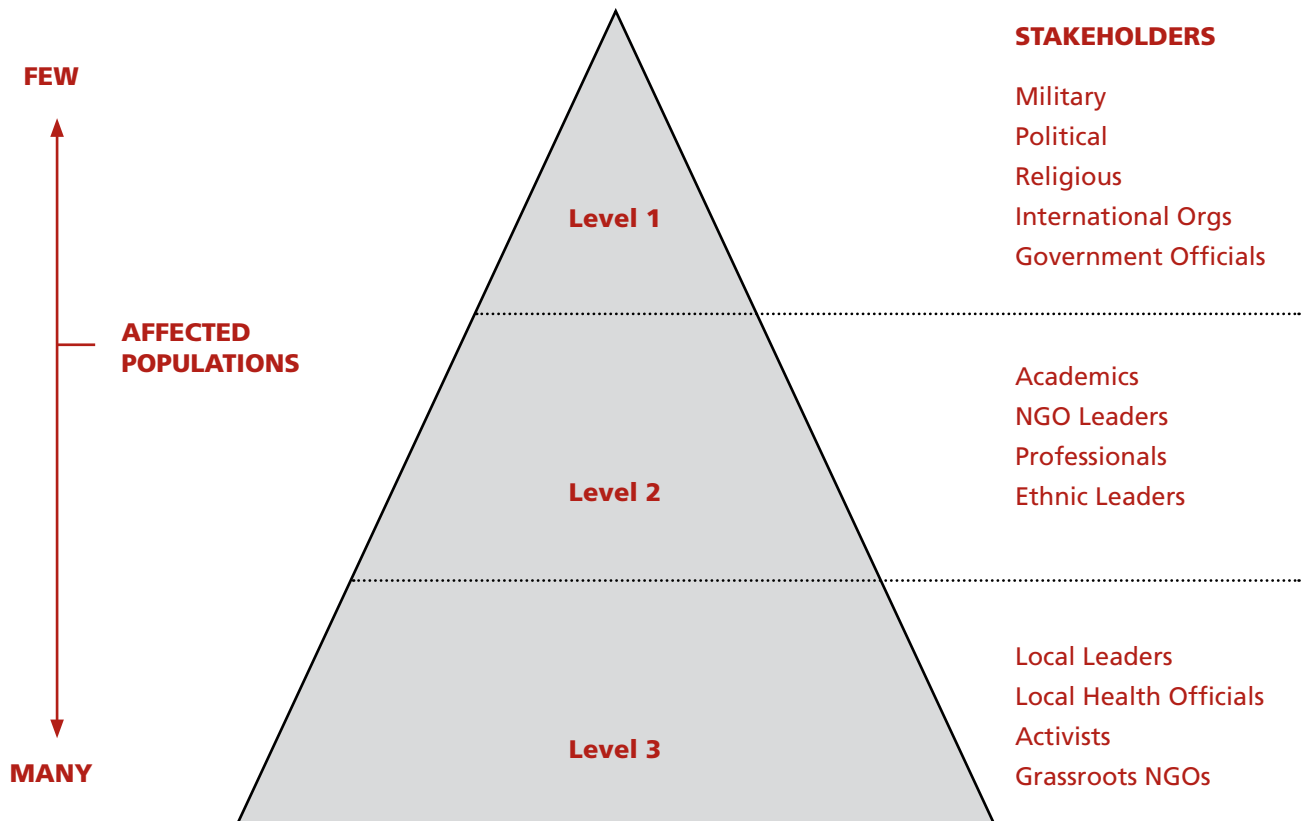 STAKEHOLDERS
FEW
Military
Political
Religious
International Orgs
Government Officials
Level 1
AFFECTED
POPULATIONS
Academics
NGO Leaders
Professionals
Ethnic Leaders
Level 2
Local Leaders
Local Health Officials
Activists
Grassroots NGOs
Level 3
MANY